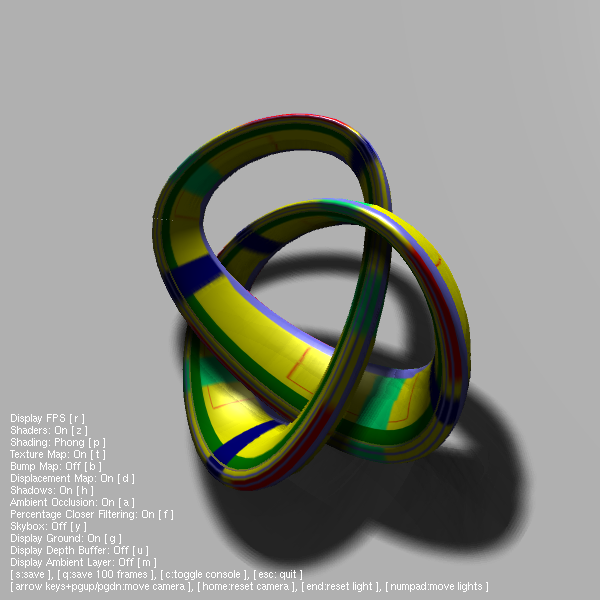 Display FPS [ r ]
Shaders: On [ z ]
Shading: Phong [ p ]
Texture Map: On [ t ]
Bump Map: Off [ b ]
Displacement Map: On [ d ]
Shadows: On [ h ]
Ambient Occlusion: On [ a ]
Percentage Closer Filtering: On [ f ]
Skybox: Off [ y ]
Display Ground: On [ g ]
Display Depth Buffer: Off [ u ]
Display Ambient Layer: Off [ m ]
[ s:save ], [ q:save 100 frames ], [ c:toggle console ], [ esc: quit ]
[ arrow keys+pgup/pgdn:move camera ], [ home:reset camera ], [ end:reset light ], [ numpad:move lights ]